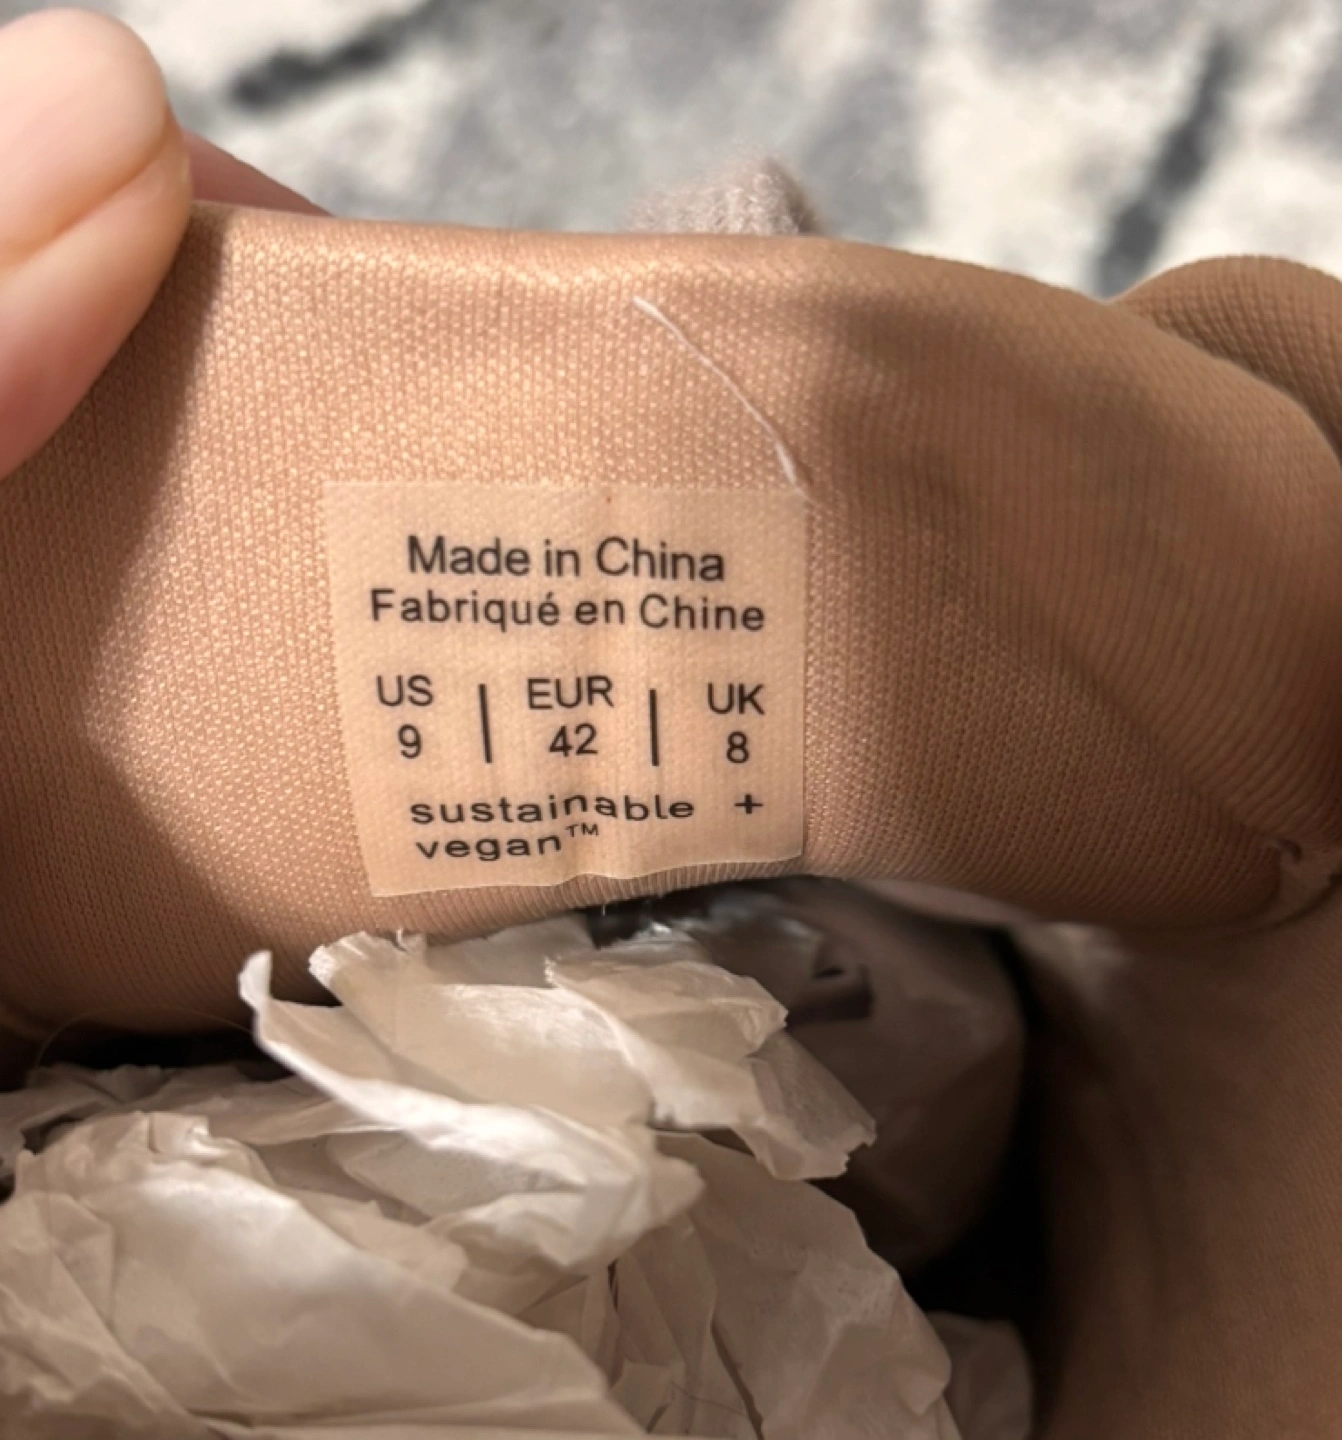 Made in China
Fabriqué en Chine
US | EUR | UK
9 | 42 | 8
sustainable +
vegan™